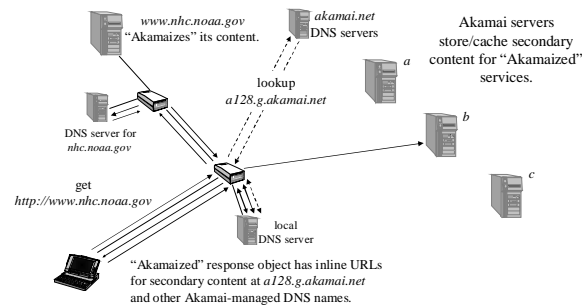 www.nhc.noaa.gov
"Akamaizes" its content.
akamai.net
DNS servers
Akamai servers
store/cache secondary
content for "Akamaized"
services.
a
lookup
a128.g.akamai.net
b
DNS server for
nhc.noaa.gov
get
http://www.nhc.noaa.gov
c
local
DNS server
"Akamaized" response object has inline URLs
for secondary content at a128.g.akamai.net
and other Akamai-managed DNS names.